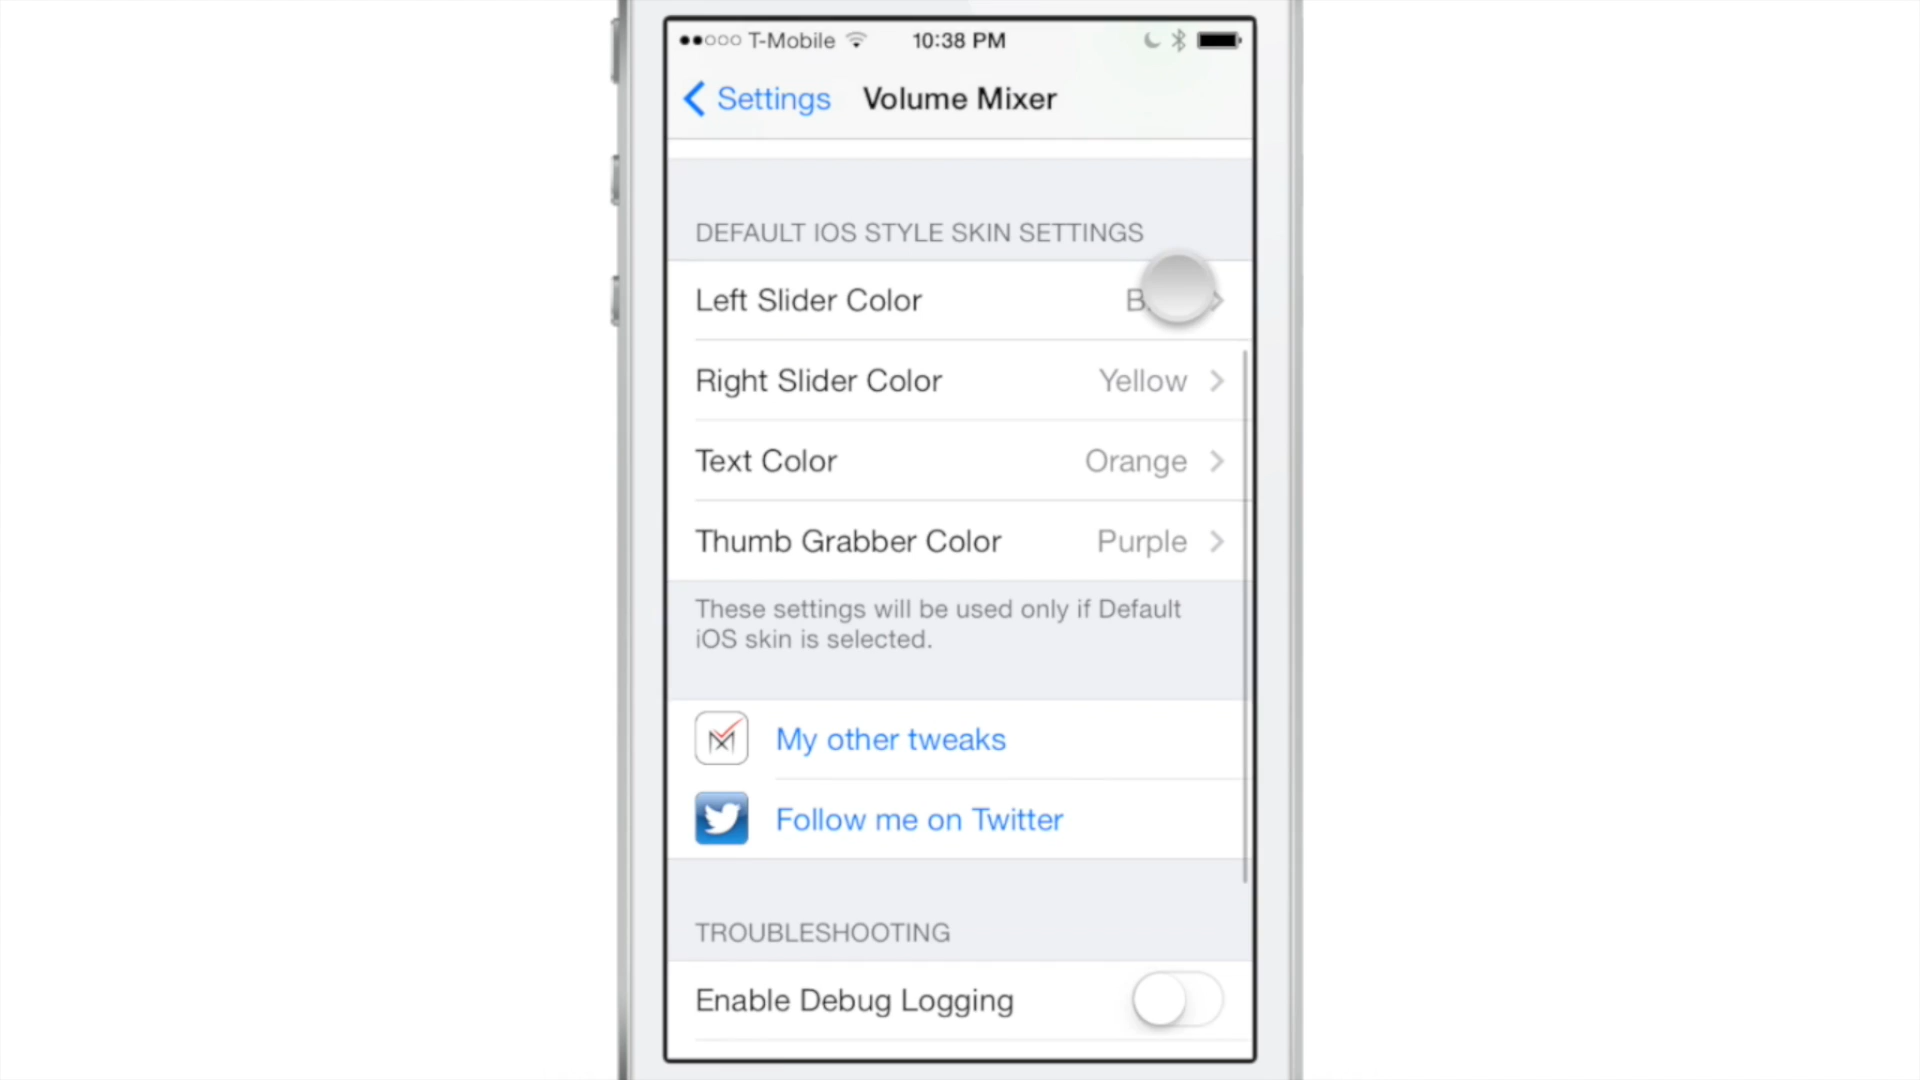 T-Mobile 10:38 PM
Settings Volume Mixer
DEFAULT IOS STYLE SKIN SETTINGS
Left Slider Color
Right Slider Color Yellow
Text Color Orange
Thumb Grabber Color Purple
These settings will be used only if Default
iOS skin is selected.
My other tweaks
Follow me on Twitter
TROUBLESHOOTING
Enable Debug Logging